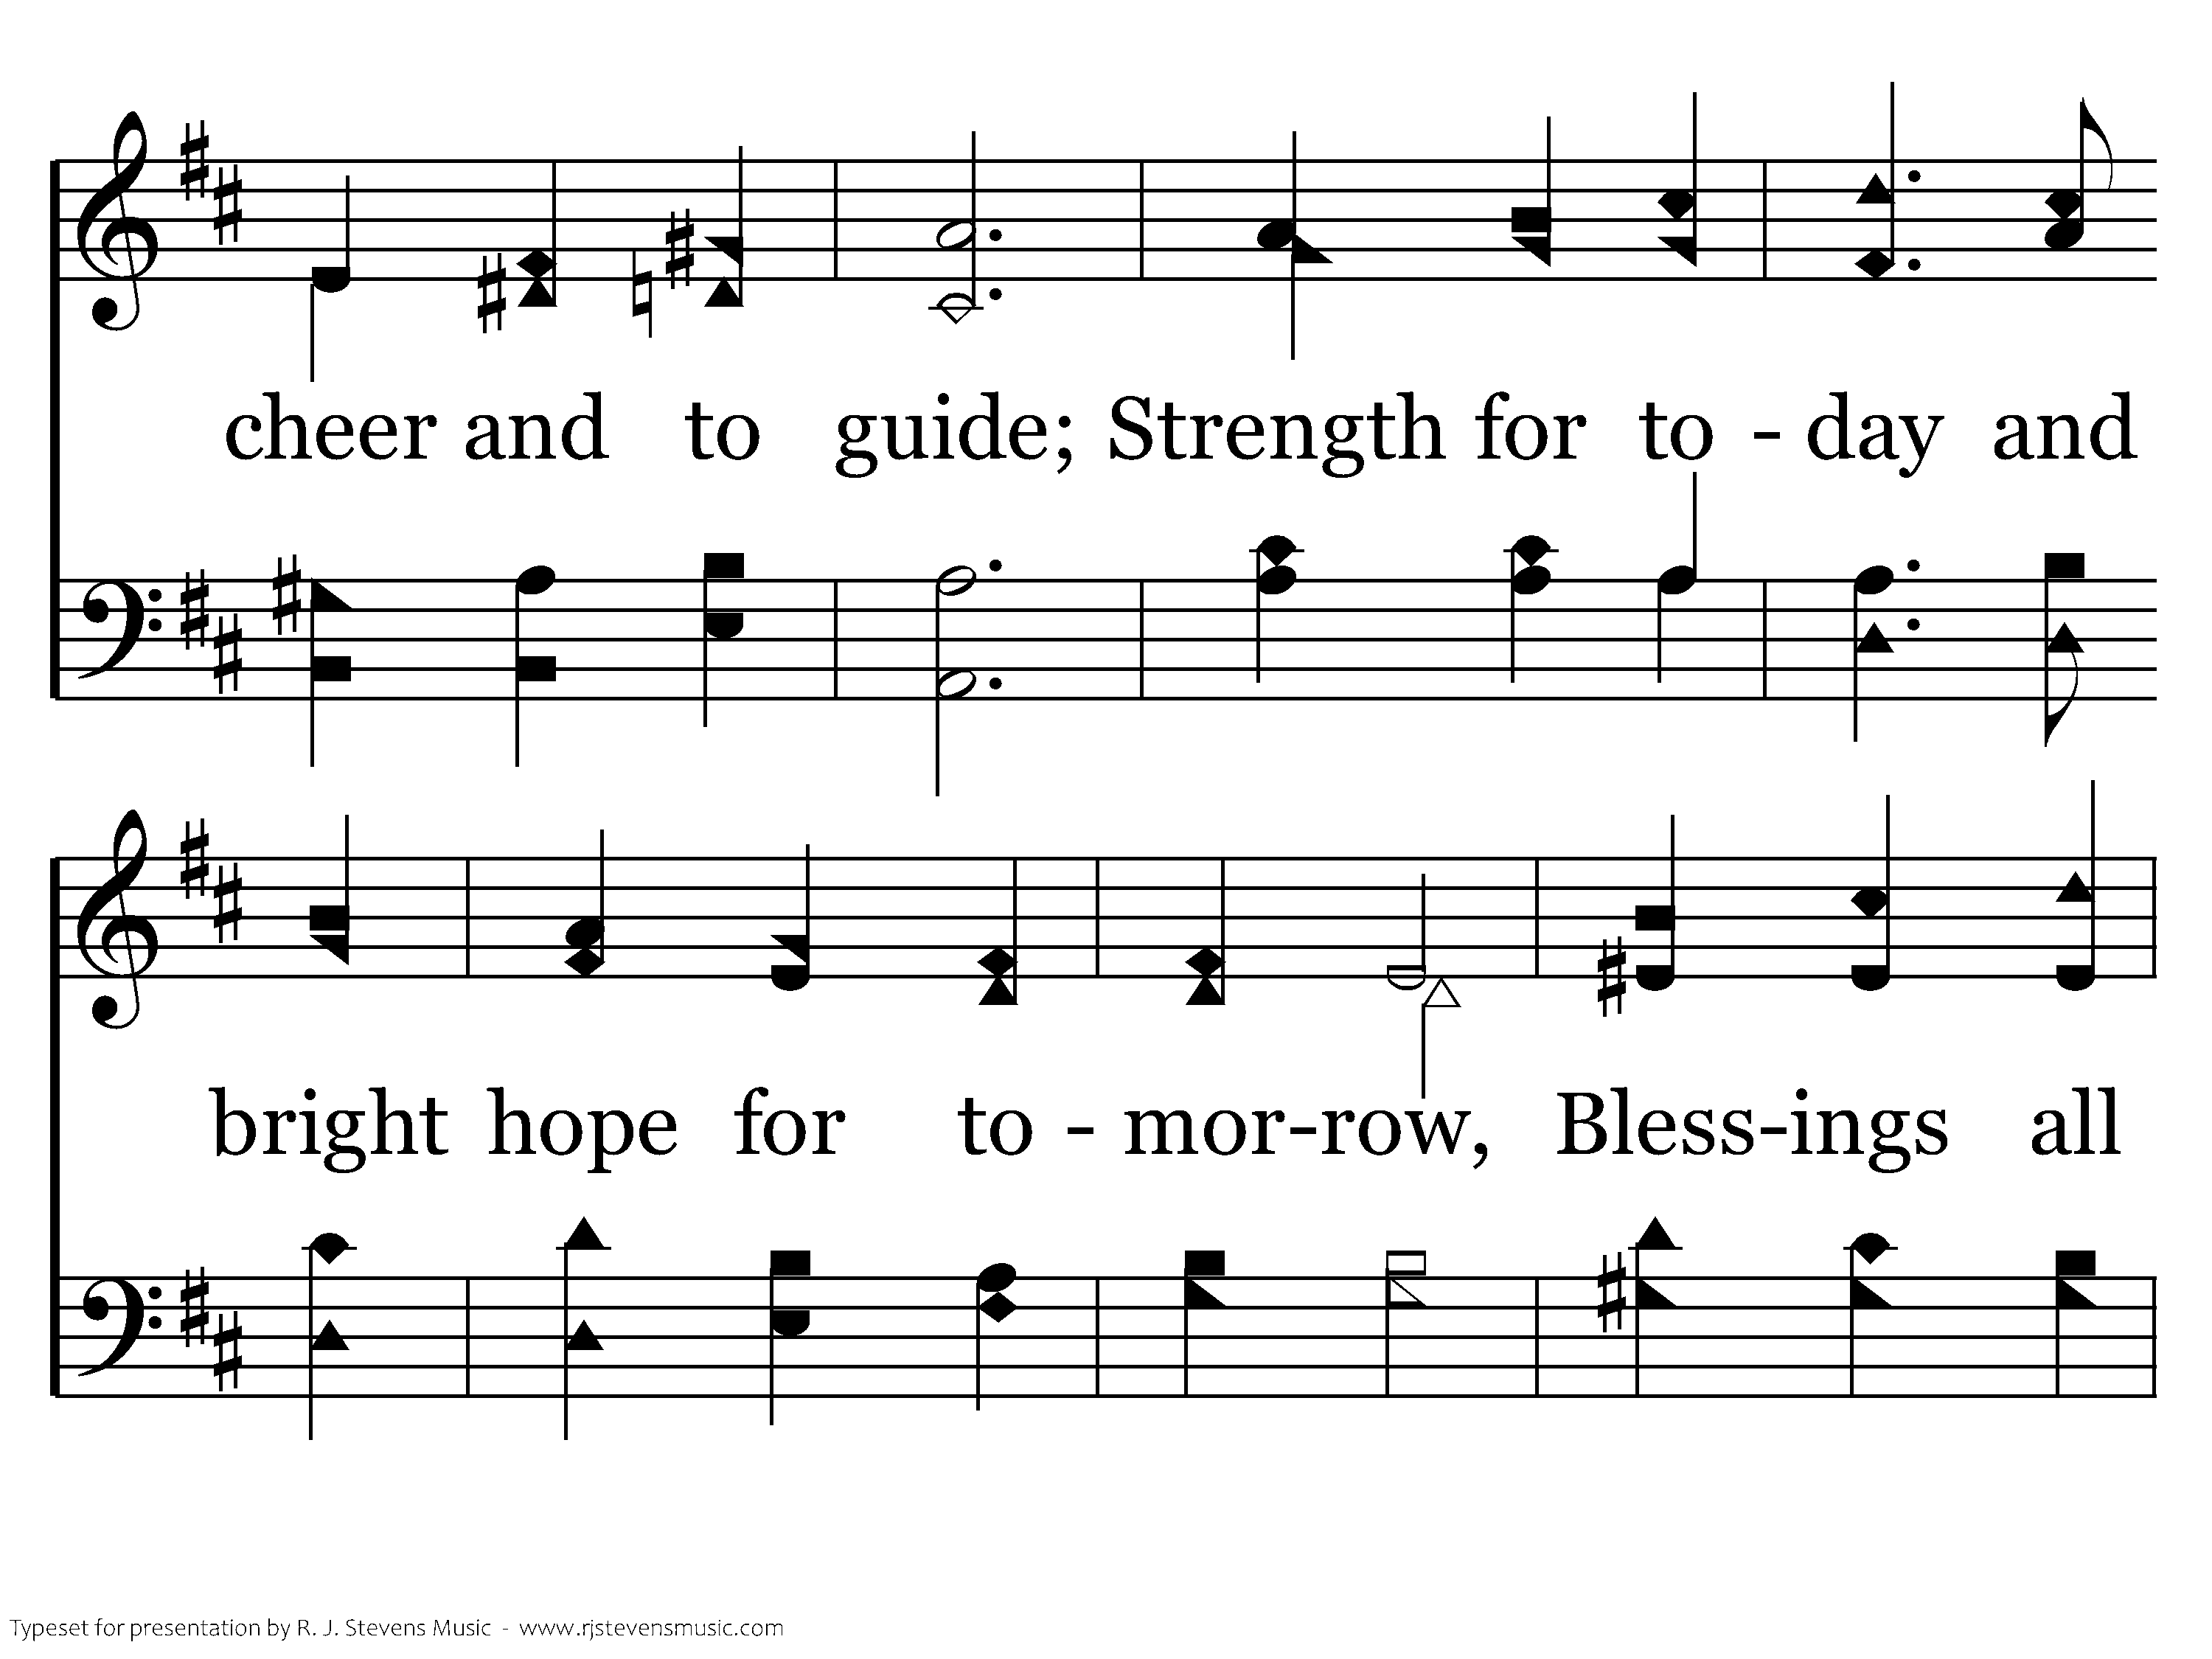 cheer and to guide; Strength for to - day and
bright hope for to - mor-row, Bless-ings all
Typeset for presentation by R. J. Stevens Music - www.rjstevensmusic.com